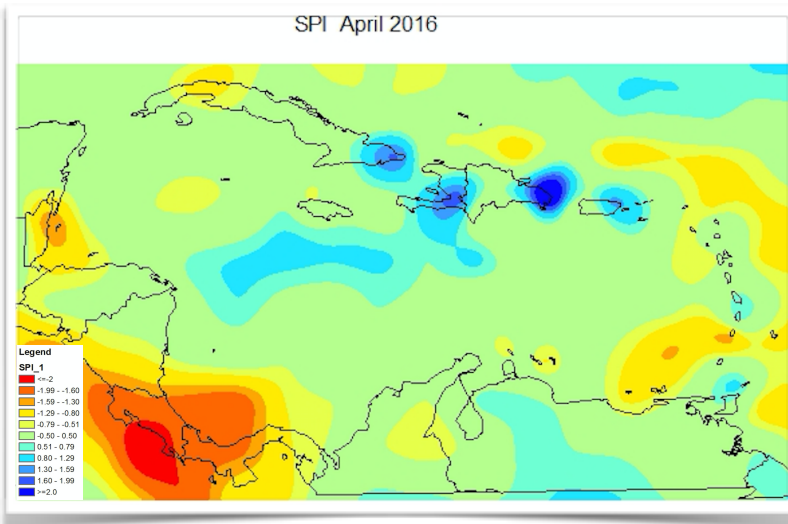 SPI April 2016
Legend
SPI_1
<=-2
-1.99 - -1.60
-1.59 - -1.30
-1.29 - -0.80
-0.79 - -0.51
-0.50 - 0.50
0.51 - 0.79
0.80 - 1.29
1.30 - 1.59
1.60 - 1.99
>=2.0